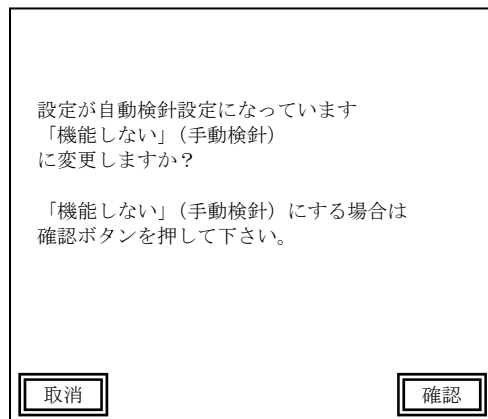 設定が自動検針設定になっています
「機能しない」(手動検針)
に変更しますか？
「機能しない」(手動検針) にする場合は
確認ボタンを押して下さい。
取消
確認